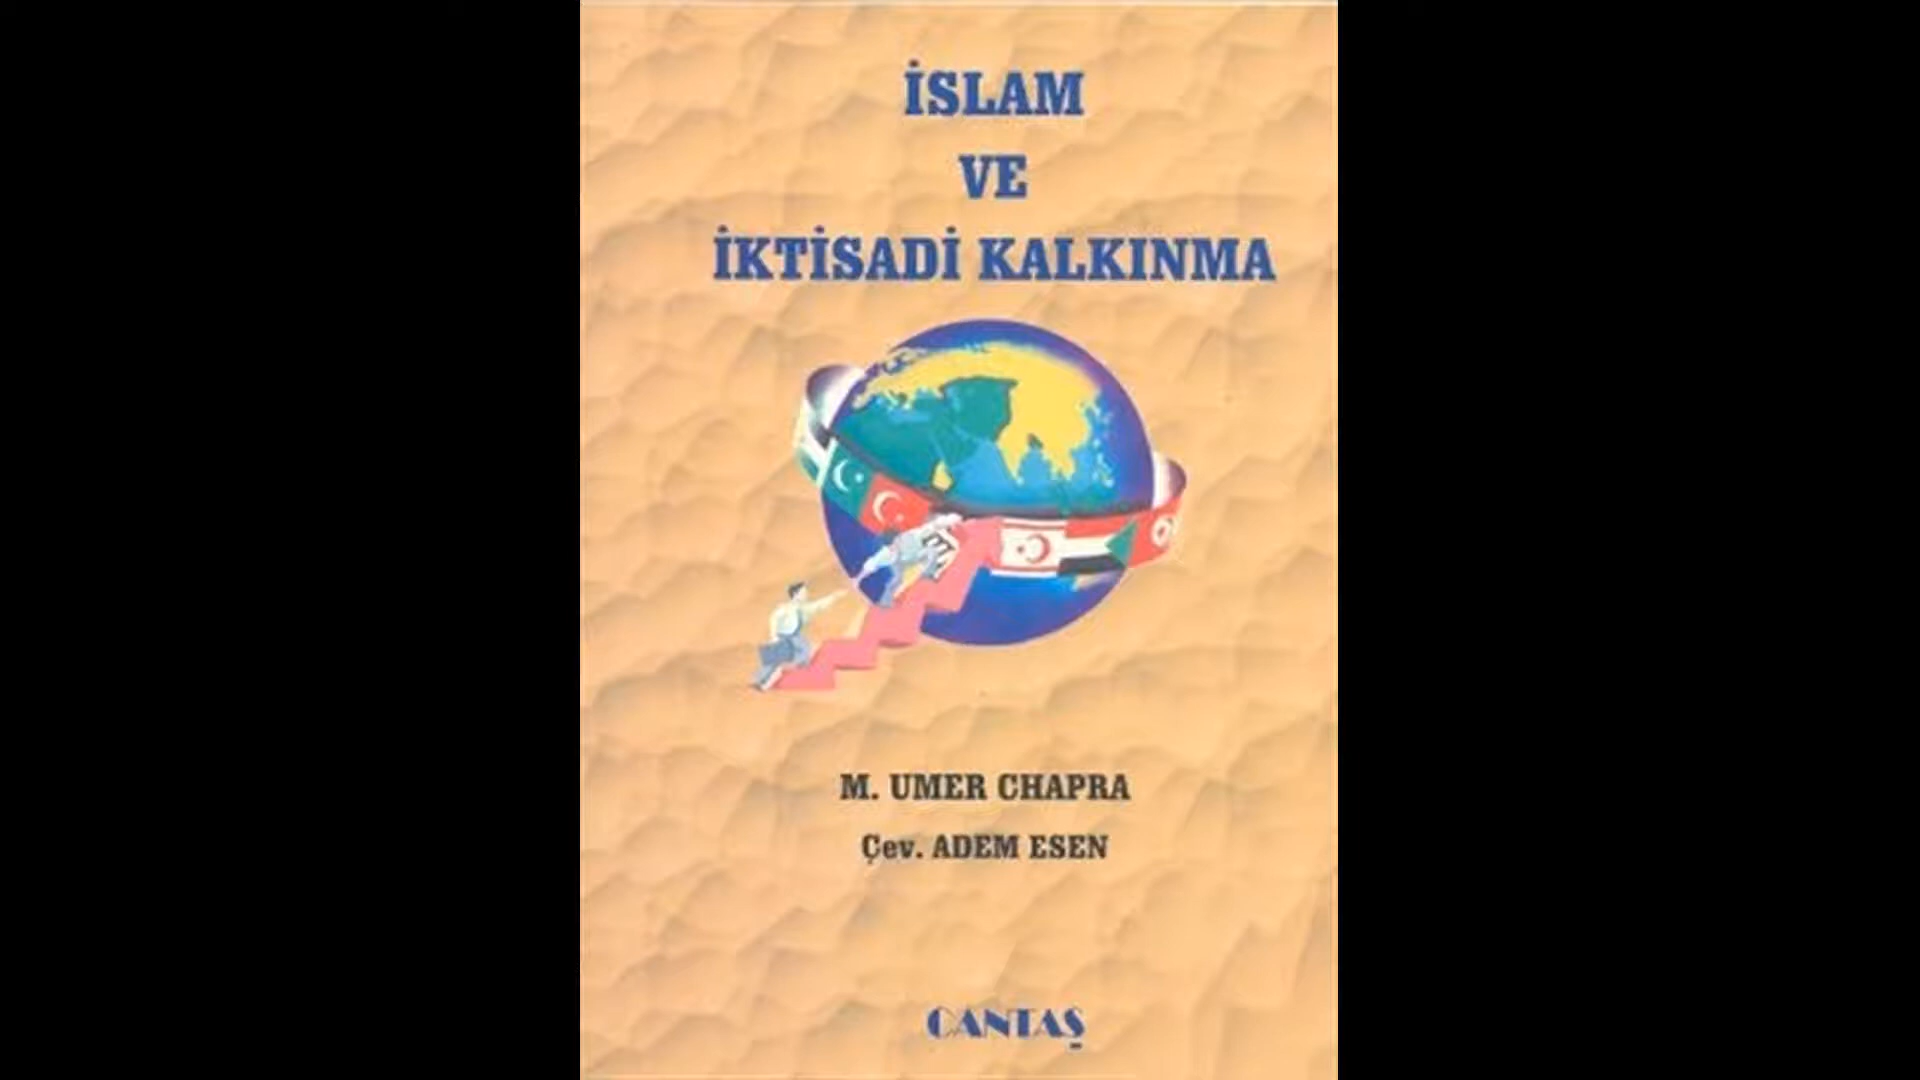 İSLAM
VE
İKTİSADİ KALKINMA
M. UMER CHAPRA
Çev. ADEM ESEN
CANTAŞ